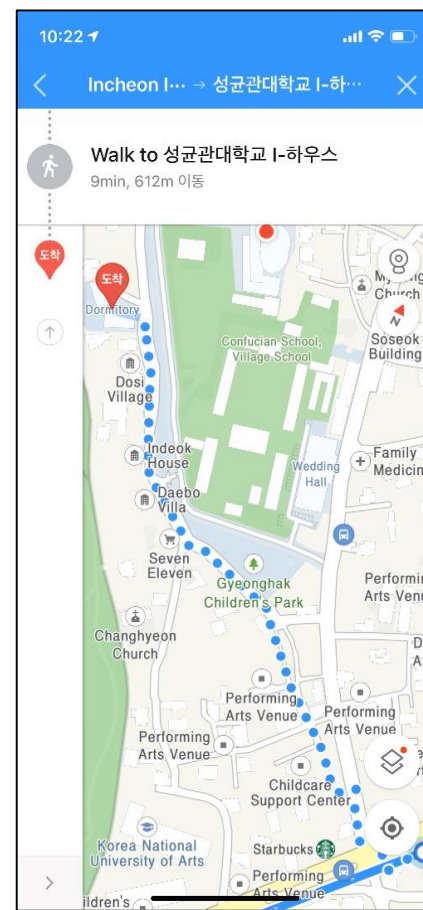 10:22
Incheon I··· → 성균관대학교 I-하···
Walk to 성균관대학교 I-하우스
9min, 612m 이동
도착
도착
Dormitory
Church
Confucian School,
Village School
N
Soseok
Building
Dosi
Village
Indeok
House
Wedding
Hall
Family
Medicin
Daebo
Villa
Seven
Eleven
Gyeonghak
Children's Park
Performi
Arts Venu
Changhyeon
Church
Performing
Arts Venue
Performing
Arts Venue
Performing
Arts Venue
Childcare
Support Center
Korea National
University of Arts
Starbucks
Performing
Arts Venue
ildren's